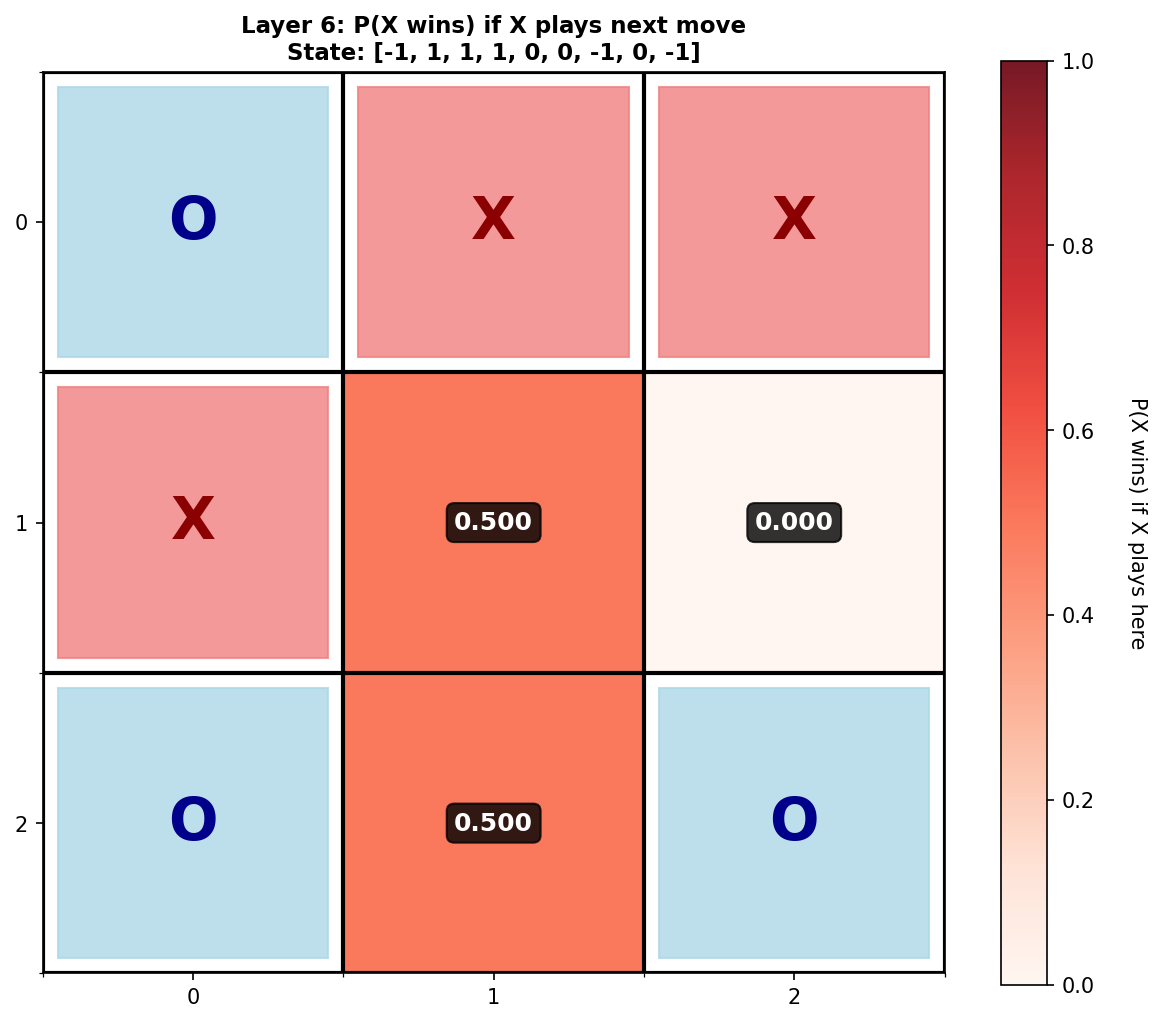 Layer 6: P(X wins) if X plays next move
State: [-1, 1, 1, 1, 0, 0, -1, 0, -1]
1.0
0.8
0.6
0.4
0.2
0.0
P(X wins) if X plays here
0
O
X
X
1
X
0.500
0.000
2
O
0.500
O
0
1
2